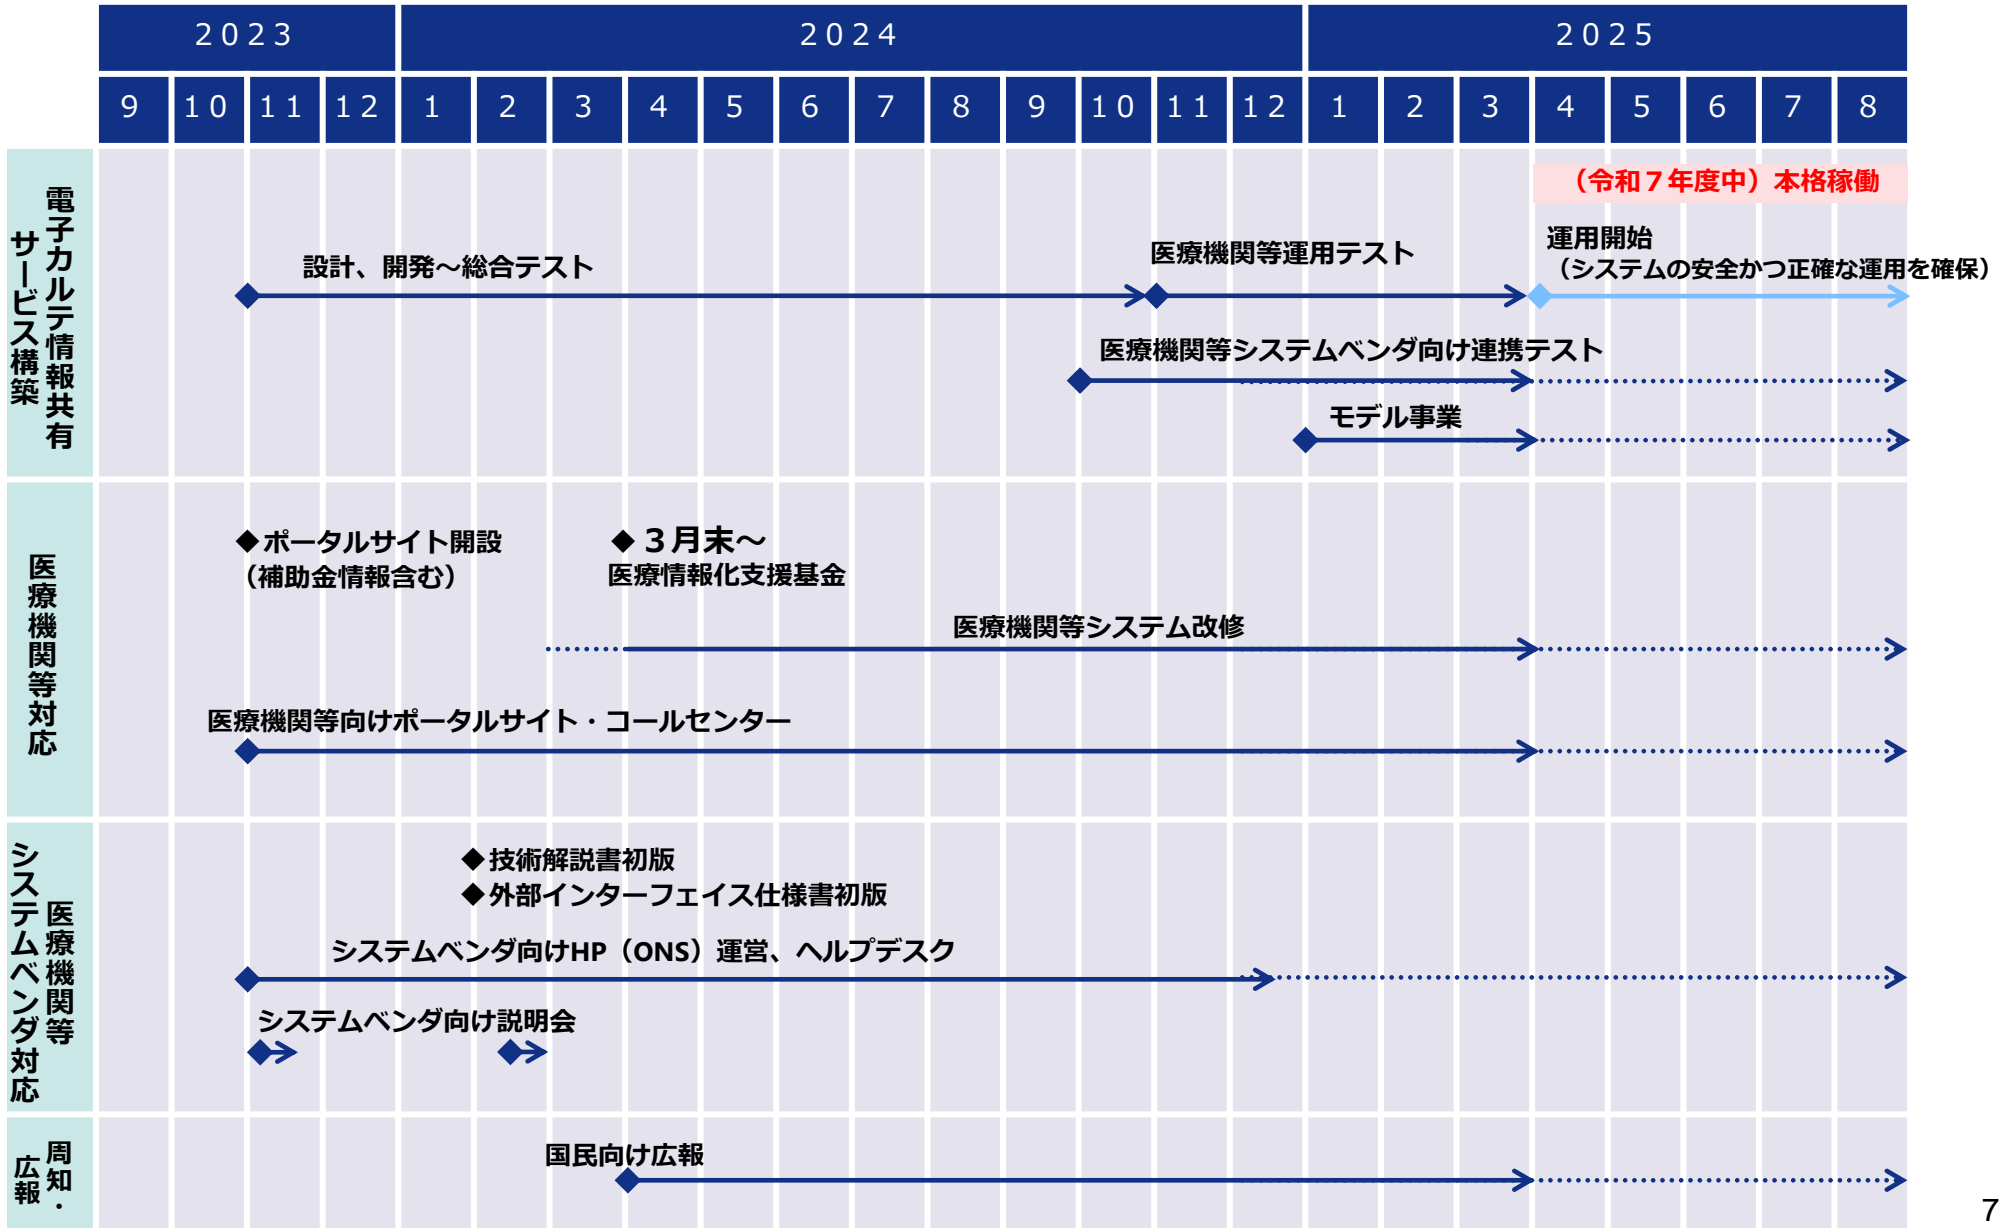 ２０２３ ２０２４ ２０２５
９ １０ １１ １２ １ ２ ３ ４ ５ ６ ７ ８ ９ １０ １１ １２ １ ２ ３ ４ ５ ６ ７ ８
電子カルテ情報共有
サービス構築
（令和７年度中）本格稼働
設計、開発～総合テスト
医療機関等運用テスト
運用開始
（システムの安全かつ正確な運用を確保）
医療機関等システムベンダ向け連携テスト
モデル事業
医療機関等対応
◆ポータルサイト開設
（補助金情報含む）
◆３月末～
医療情報化支援基金
医療機関等システム改修
医療機関等向けポータルサイト・コールセンター
医療機関等
システムベンダ対応
◆技術解説書初版
◆外部インターフェイス仕様書初版
システムベンダ向けHP（ONS）運営、ヘルプデスク
システムベンダ向け説明会
周知・
広報
国民向け広報
7